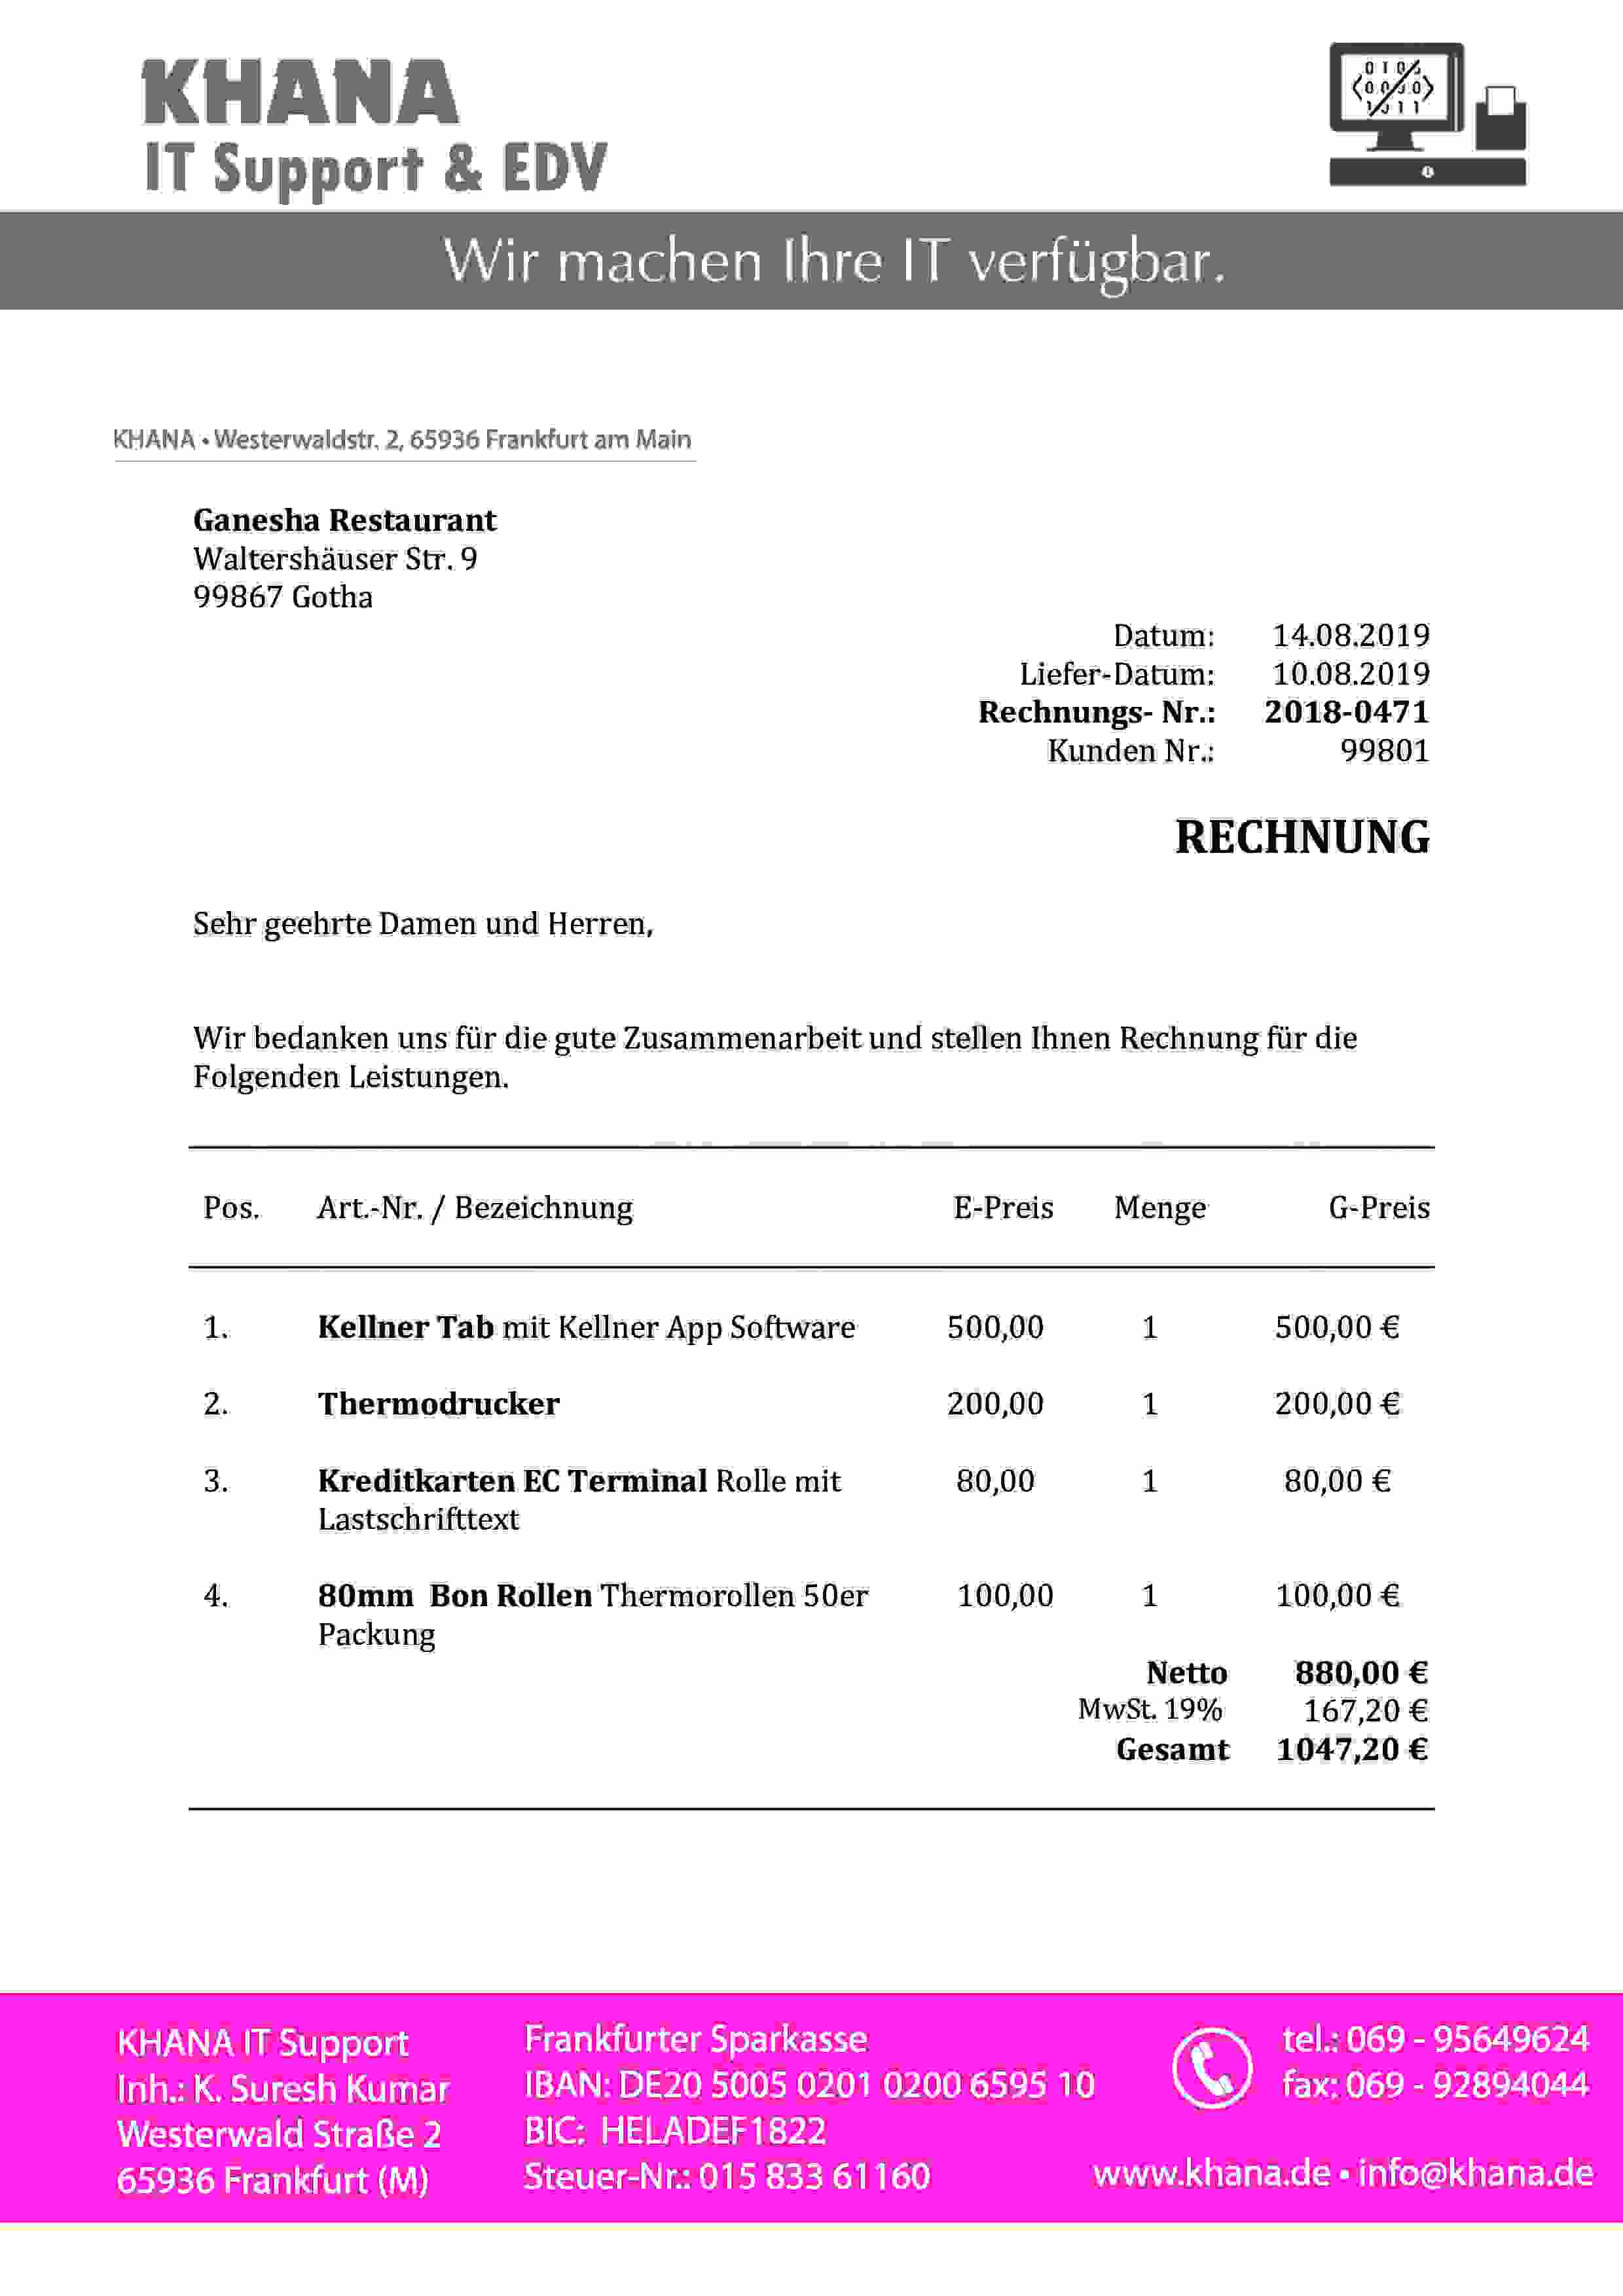 KHANA
IT Support & EDV
Wir machen Ihre IT verfügbar.
KHANA • Westerwaldstr. 2, 65936 Frankfurt am Main
Ganesha Restaurant
Waltershäuser Str. 9
99867 Gotha
Datum: 14.08.2019
Liefer-Datum: 10.08.2019
Rechnungs- Nr.: 2018-0471
Kunden Nr.: 99801
RECHNUNG
Sehr geehrte Damen und Herren,
Wir bedanken uns für die gute Zusammenarbeit und stellen Ihnen Rechnung für die
Folgenden Leistungen.
Pos. Art.-Nr. / Bezeichnung E-Preis Menge G-Preis
1. Kellner Tab mit Kellner App Software 500,00 1 500,00 €
2. Thermodrucker 200,00 1 200,00 €
3. Kreditkarten EC Terminal Rolle mit 80,00 1 80,00 €
Lastschrifttext
4. 80mm Bon Rollen Thermorollen 50er 100,00 1 100,00 €
Packung
Netto 880,00 €
MwSt. 19% 167,20 €
Gesamt 1047,20 €
KHANA IT Support
Inh.: K. Suresh Kumar
Westerwald Straße 2
65936 Frankfurt (M)
Frankfurter Sparkasse
IBAN: DE20 5005 0201 0200 6595 10
BIC: HELADEF1822
Steuer-Nr.: 015 833 61160
tel.: 069 - 95649624
fax: 069 - 92894044
www.khana.de • info@khana.de